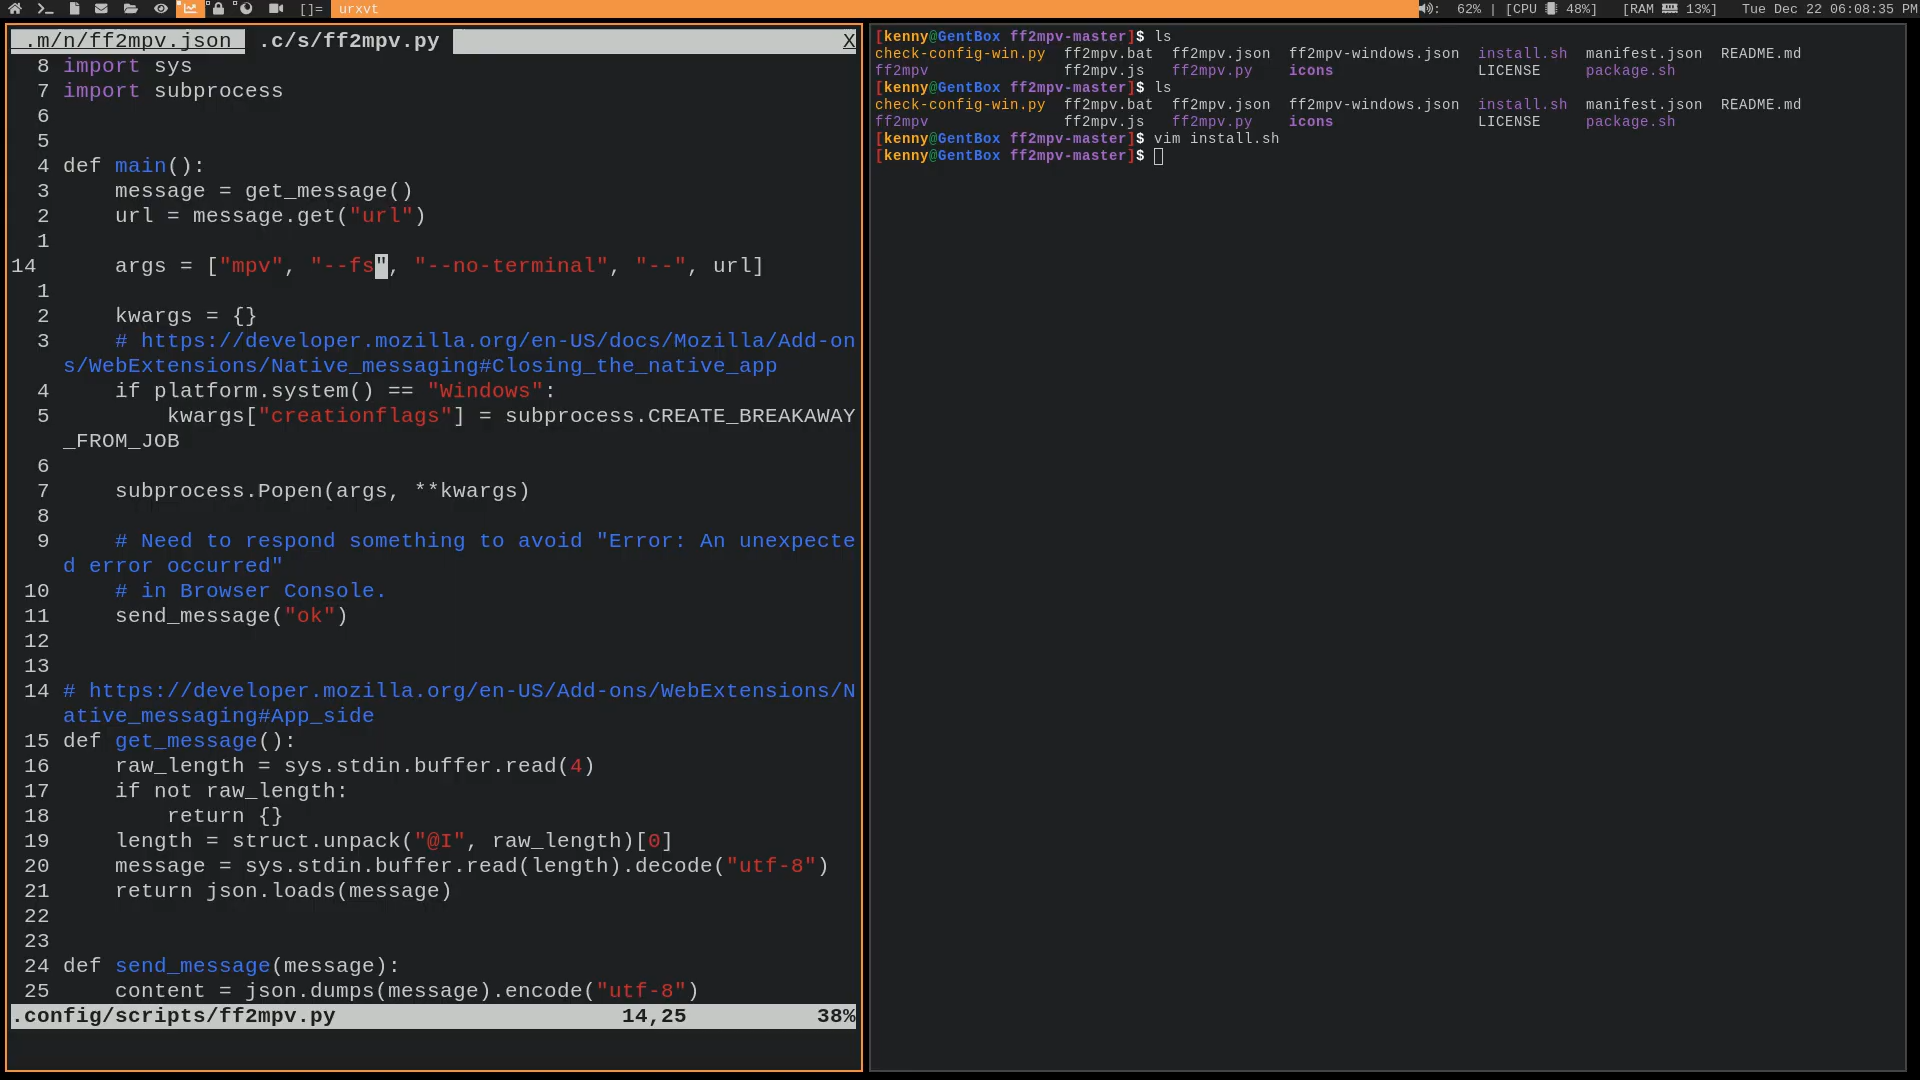 []= urxvt : 62% | [CPU 48%] [RAM 13%] Tue Dec 22 06:08:35 PM
.m/n/ff2mpv.json .c/s/ff2mpv.py X
8 import sys
7 import subprocess
6
5
4 def main():
3 message = get_message()
2 url = message.get("url")
1
14 args = ["mpv", "--fs", "--no-terminal", "--", url]
1
2 kwargs = {}
3 # https://developer.mozilla.org/en-US/docs/Mozilla/Add-on
s/WebExtensions/Native_messaging#Closing_the_native_app
4 if platform.system() == "Windows":
5 kwargs["creationflags"] = subprocess.CREATE_BREAKAWAY
_FROM_JOB
6
7 subprocess.Popen(args, **kwargs)
8
9 # Need to respond something to avoid "Error: An unexpecte
d error occurred"
10 # in Browser Console.
11 send_message("ok")
12
13
14 # https://developer.mozilla.org/en-US/Add-ons/WebExtensions/N
ative_messaging#App_side
15 def get_message():
16 raw_length = sys.stdin.buffer.read(4)
17 if not raw_length:
18 return {}
19 length = struct.unpack("@I", raw_length)[0]
20 message = sys.stdin.buffer.read(length).decode("utf-8")
21 return json.loads(message)
22
23
24 def send_message(message):
25 content = json.dumps(message).encode("utf-8")
.config/scripts/ff2mpv.py 14,25 38%
[kenny@GentBox ff2mpv-master]$ ls
check-config-win.py ff2mpv.bat ff2mpv.json ff2mpv-windows.json install.sh manifest.json README.md
ff2mpv ff2mpv.js ff2mpv.py icons LICENSE package.sh
[kenny@GentBox ff2mpv-master]$ ls
check-config-win.py ff2mpv.bat ff2mpv.json ff2mpv-windows.json install.sh manifest.json README.md
ff2mpv ff2mpv.js ff2mpv.py icons LICENSE package.sh
[kenny@GentBox ff2mpv-master]$ vim install.sh
[kenny@GentBox ff2mpv-master]$